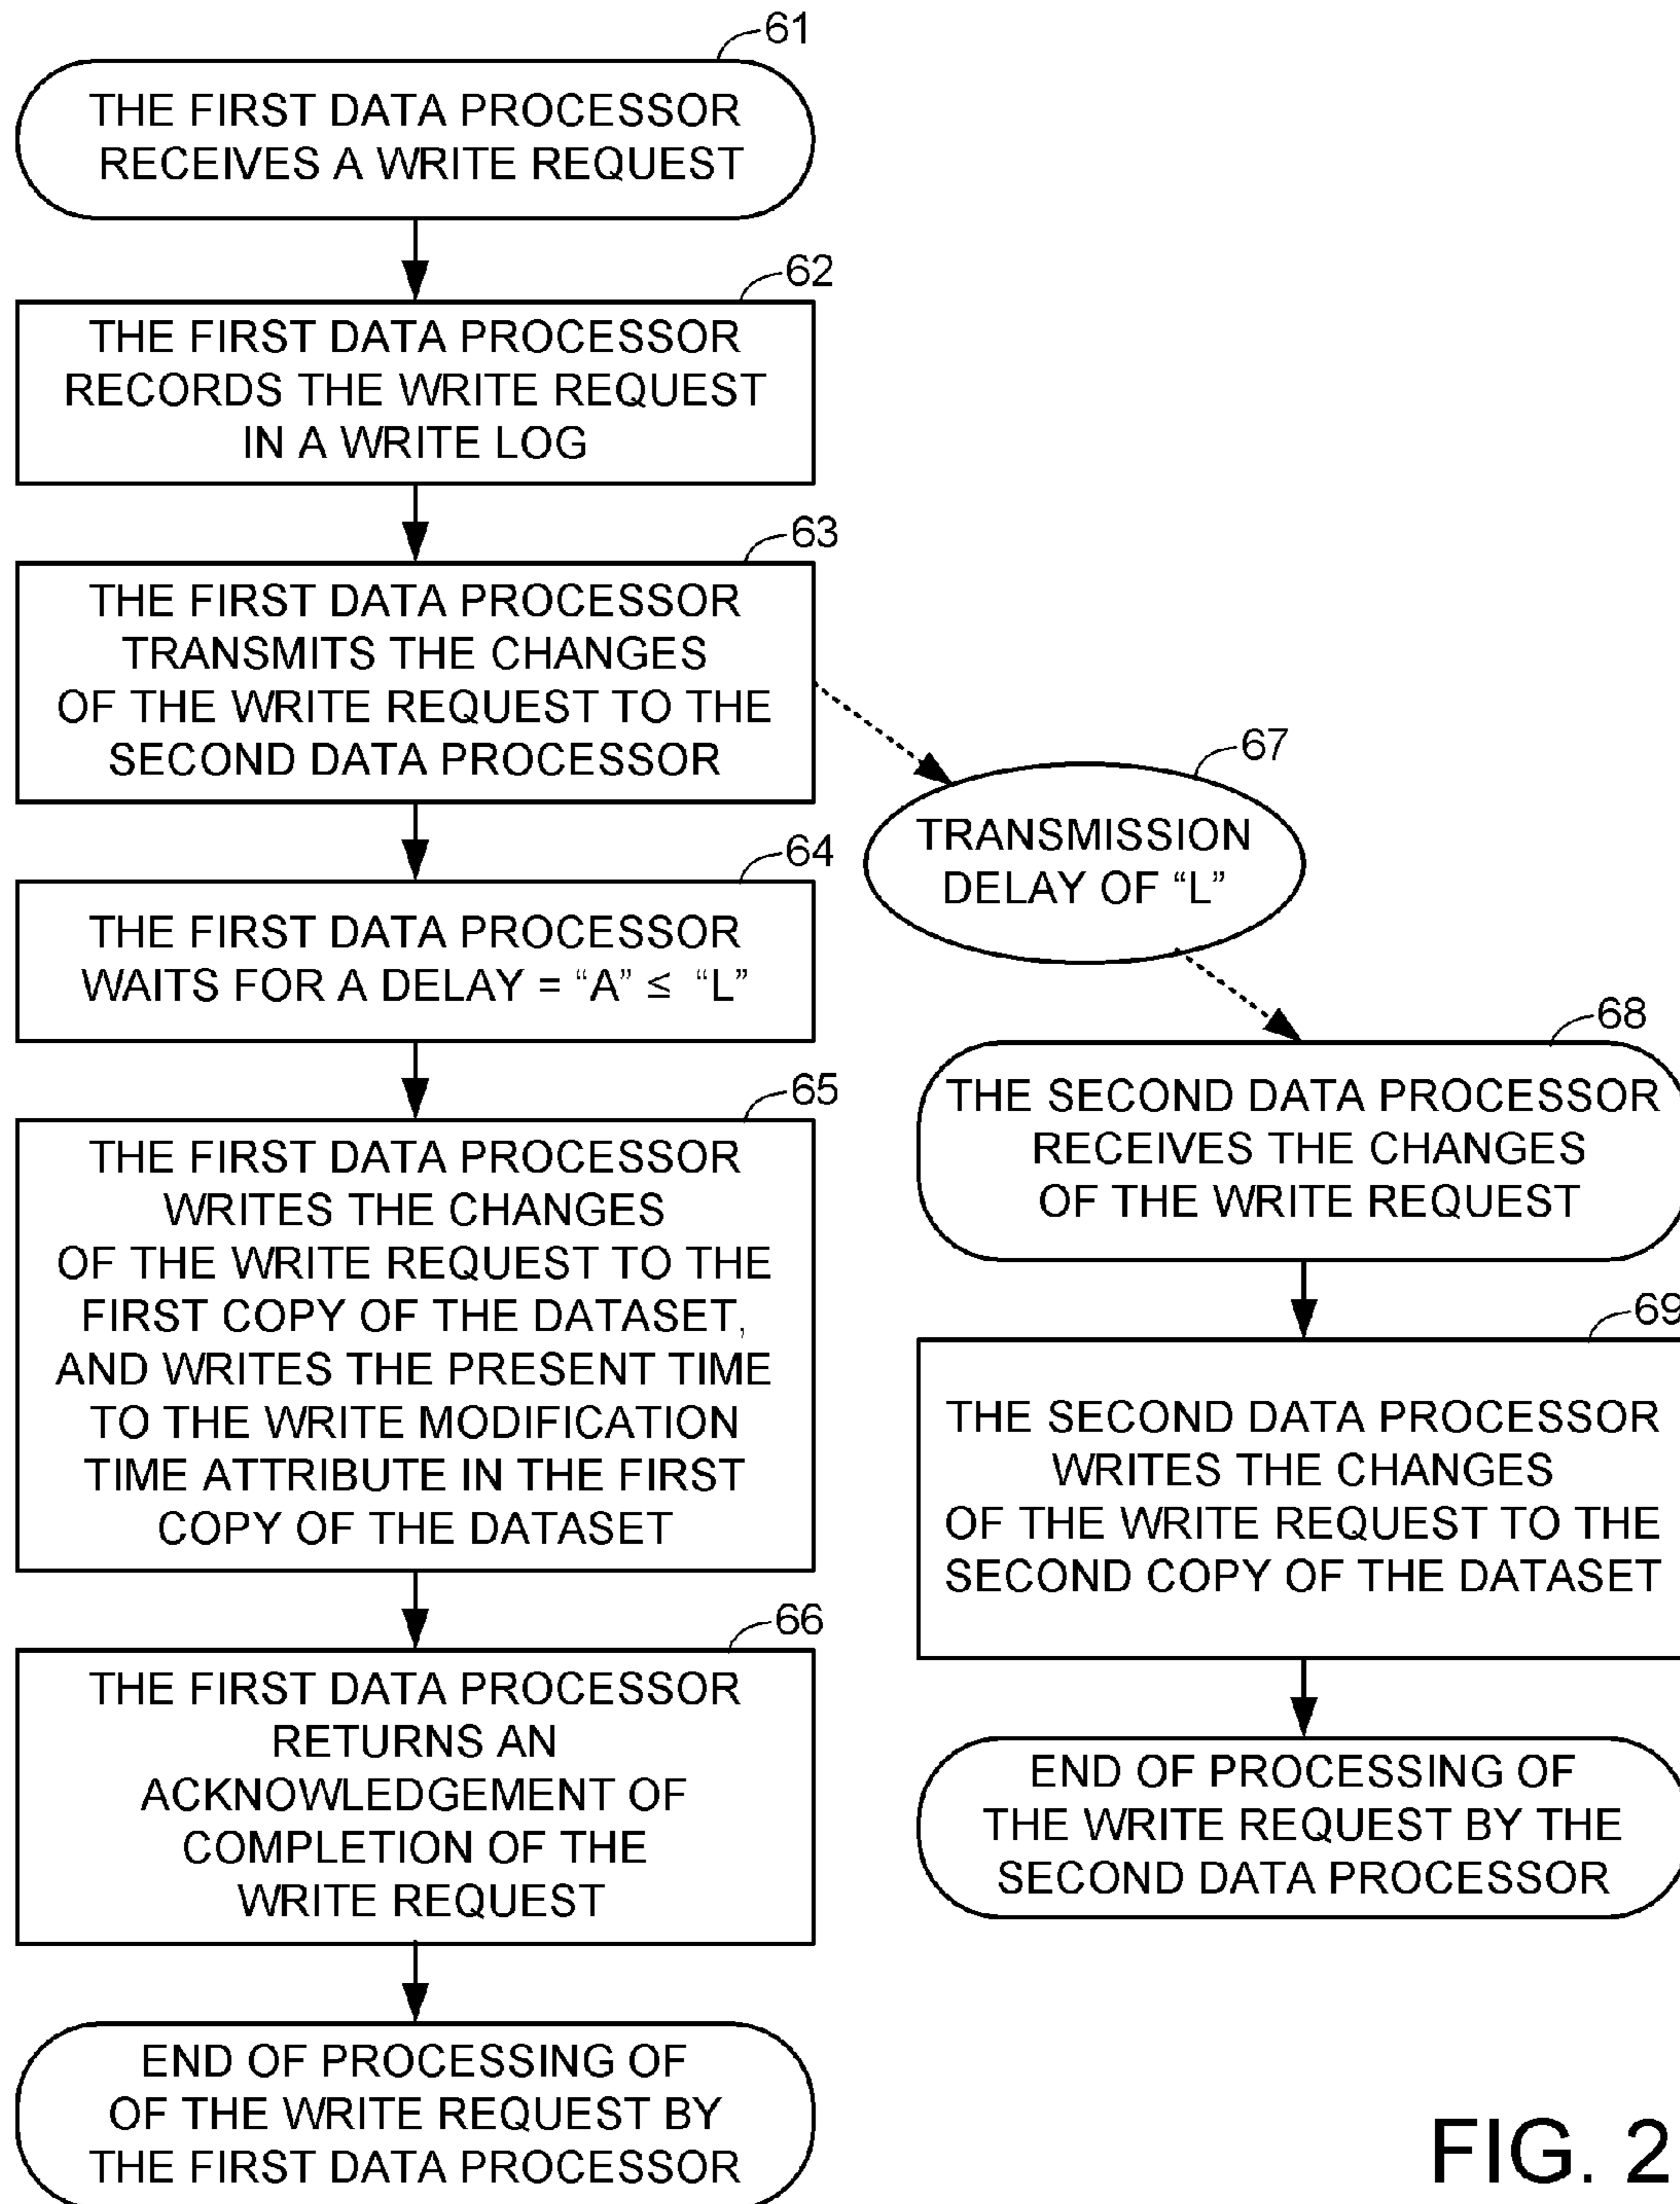 61
THE FIRST DATA PROCESSOR
RECEIVES A WRITE REQUEST
62
THE FIRST DATA PROCESSOR
RECORDS THE WRITE REQUEST
IN A WRITE LOG
63
THE FIRST DATA PROCESSOR
TRANSMITS THE CHANGES
OF THE WRITE REQUEST TO THE
SECOND DATA PROCESSOR
64
THE FIRST DATA PROCESSOR
WAITS FOR A DELAY = “A” ≤ “L”
65
THE FIRST DATA PROCESSOR
WRITES THE CHANGES
OF THE WRITE REQUEST TO THE
FIRST COPY OF THE DATASET,
AND WRITES THE PRESENT TIME
TO THE WRITE MODIFICATION
TIME ATTRIBUTE IN THE FIRST
COPY OF THE DATASET
66
THE FIRST DATA PROCESSOR
RETURNS AN
ACKNOWLEDGEMENT OF
COMPLETION OF THE
WRITE REQUEST
END OF PROCESSING OF
OF THE WRITE REQUEST BY
THE FIRST DATA PROCESSOR
67
TRANSMISSION
DELAY OF “L”
68
THE SECOND DATA PROCESSOR
RECEIVES THE CHANGES
OF THE WRITE REQUEST
69
THE SECOND DATA PROCESSOR
WRITES THE CHANGES
OF THE WRITE REQUEST TO THE
SECOND COPY OF THE DATASET
END OF PROCESSING OF
THE WRITE REQUEST BY THE
SECOND DATA PROCESSOR
FIG. 2